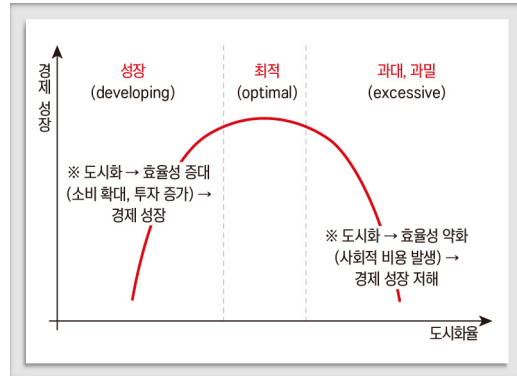 경제 성장
성장
(developing)
최적
(optimal)
과대, 과밀
(excessive)
※ 도시화 → 효율성 증대
(소비 확대, 투자 증가) →
경제 성장
※ 도시화 → 효율성 약화
(사회적 비용 발생) →
경제 성장 저해
도시화율